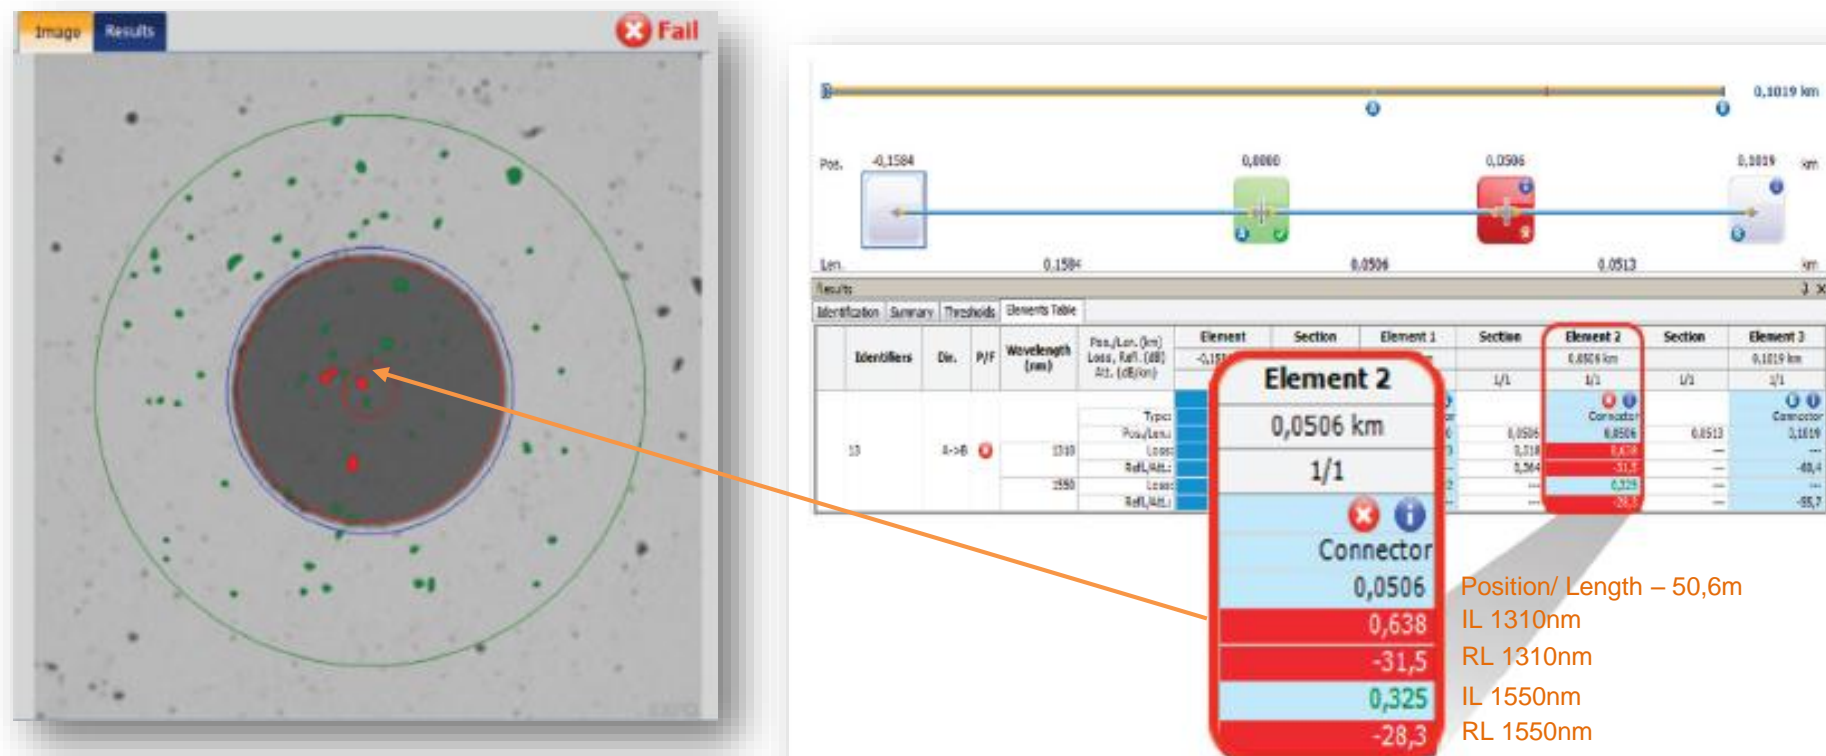 Image Results Fail
0,1019 km
Pos. -0,1584 0,0000 0,0506 0,1019 km
Len. 0,1584 0,0506 0,0513 km
Results
Identification Summary Thresholds Elements Table
Identifiers Dir. P/F Wavelength (nm) Pos./Len. (km) Element Section Element 1 Section Element 2 Section Element 3
Loss, Refl. (dB) 0,0506 km 0,1019 km
Att. (dB/km) 1/1 1/1 1/1 1/1
Type: Connector Connector
Pos./Len.: 0,0506 0,0506 0,0513 0,1019
13 A->B 1310 Loss: 0,318 0,638 --- ---
Refl./Att.: -31,5 ---
1550 Loss: --- 0,325 --- ---
Refl./Att.: --- -28,3 --- -55,7
Element 2
0,0506 km
1/1
Connector
0,0506 Position/ Length – 50,6m
0,638 IL 1310nm
-31,5 RL 1310nm
0,325 IL 1550nm
-28,3 RL 1550nm